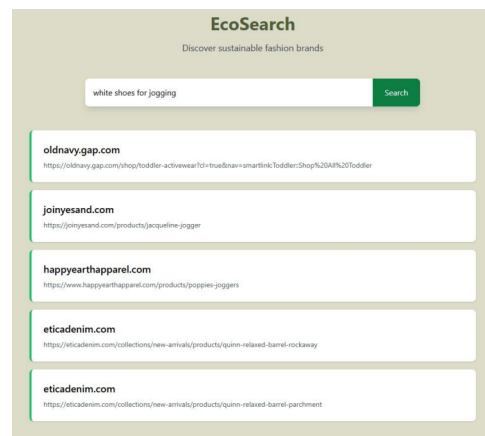 EcoSearch
Discover sustainable fashion brands
white shoes for jogging
Search
oldnavy.gap.com
https://oldnavy.gap.com/shop/toddler-activewear?cl=true&nav=smartlink:Toddler::Shop%20All%20Toddler
joinyesand.com
https://joinyesand.com/products/jacqueline-jogger
happyearthapparel.com
https://www.happyearthapparel.com/products/poppies-joggers
eticadenim.com
https://eticadenim.com/collections/new-arrivals/products/quinn-relaxed-barrel-rockaway
eticadenim.com
https://eticadenim.com/collections/new-arrivals/products/quinn-relaxed-barrel-parchment